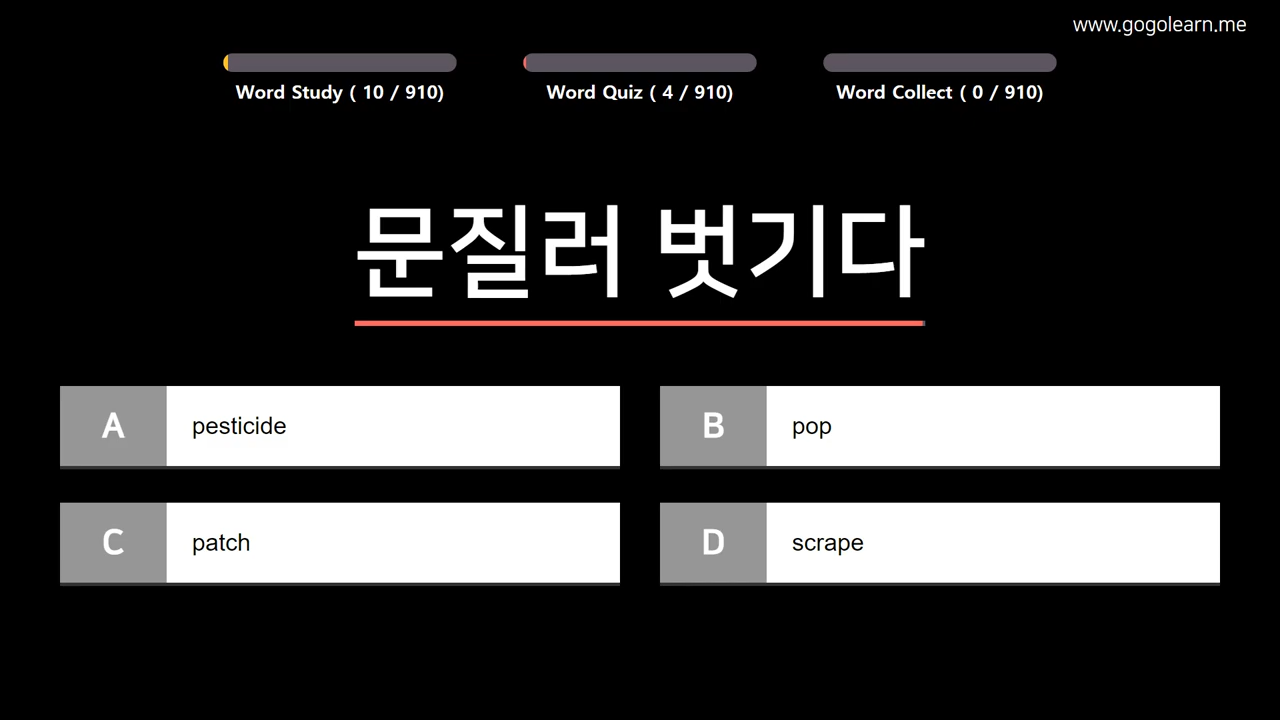 www.gogolearn.me
Word Study ( 10 / 910)
Word Quiz ( 4 / 910)
Word Collect ( 0 / 910)
문질러 벗기다
A pesticide
B pop
C patch
D scrape